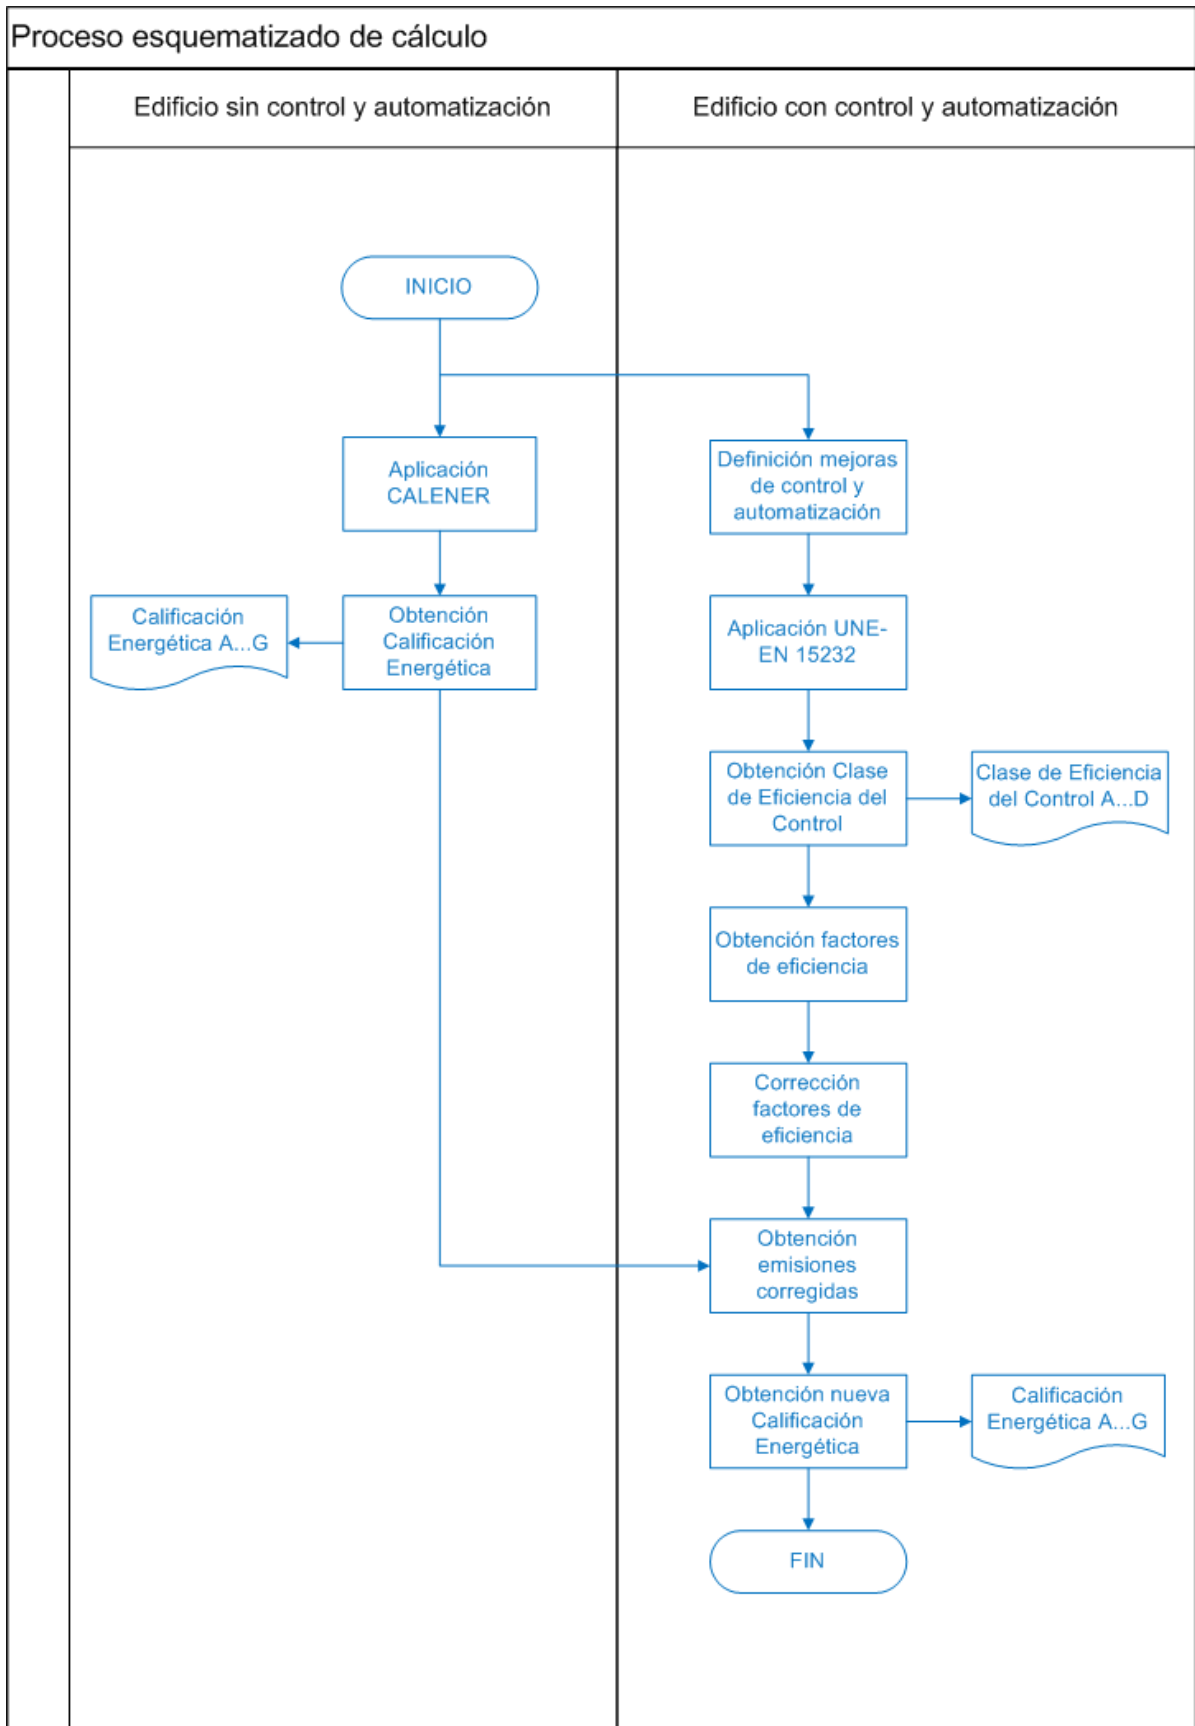 Proceso esquematizado de cálculo
Edificio sin control y automatización
Edificio con control y automatización
INICIO
Aplicación
CALENER
Definición mejoras
de control y
automatización
Calificación
Energética A...G
Obtención
Calificación
Energética
Aplicación UNE-
EN 15232
Obtención Clase
de Eficiencia del
Control
Clase de Eficiencia
del Control A...D
Obtención factores
de eficiencia
Corrección
factores de
eficiencia
Obtención
emisiones
corregidas
Obtención nueva
Calificación
Energética
Calificación
Energética A...G
FIN